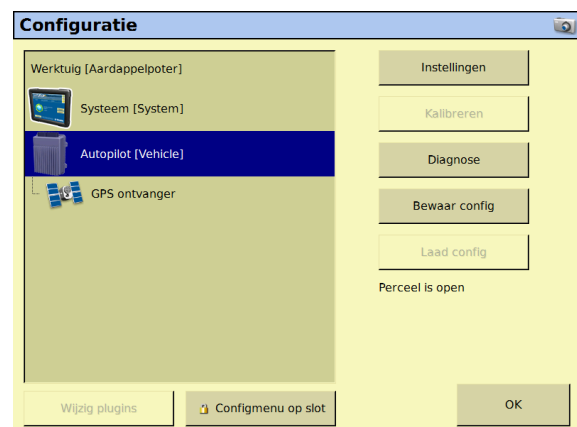 Configuratie
Werktuig [Aardappelpoter]
Systeem [System]
Autopilot [Vehicle]
GPS ontvanger
Instellingen
Kalibreren
Diagnose
Bewaar config
Laad config
Perceel is open
Wijzig plugins
Configmenu op slot
OK